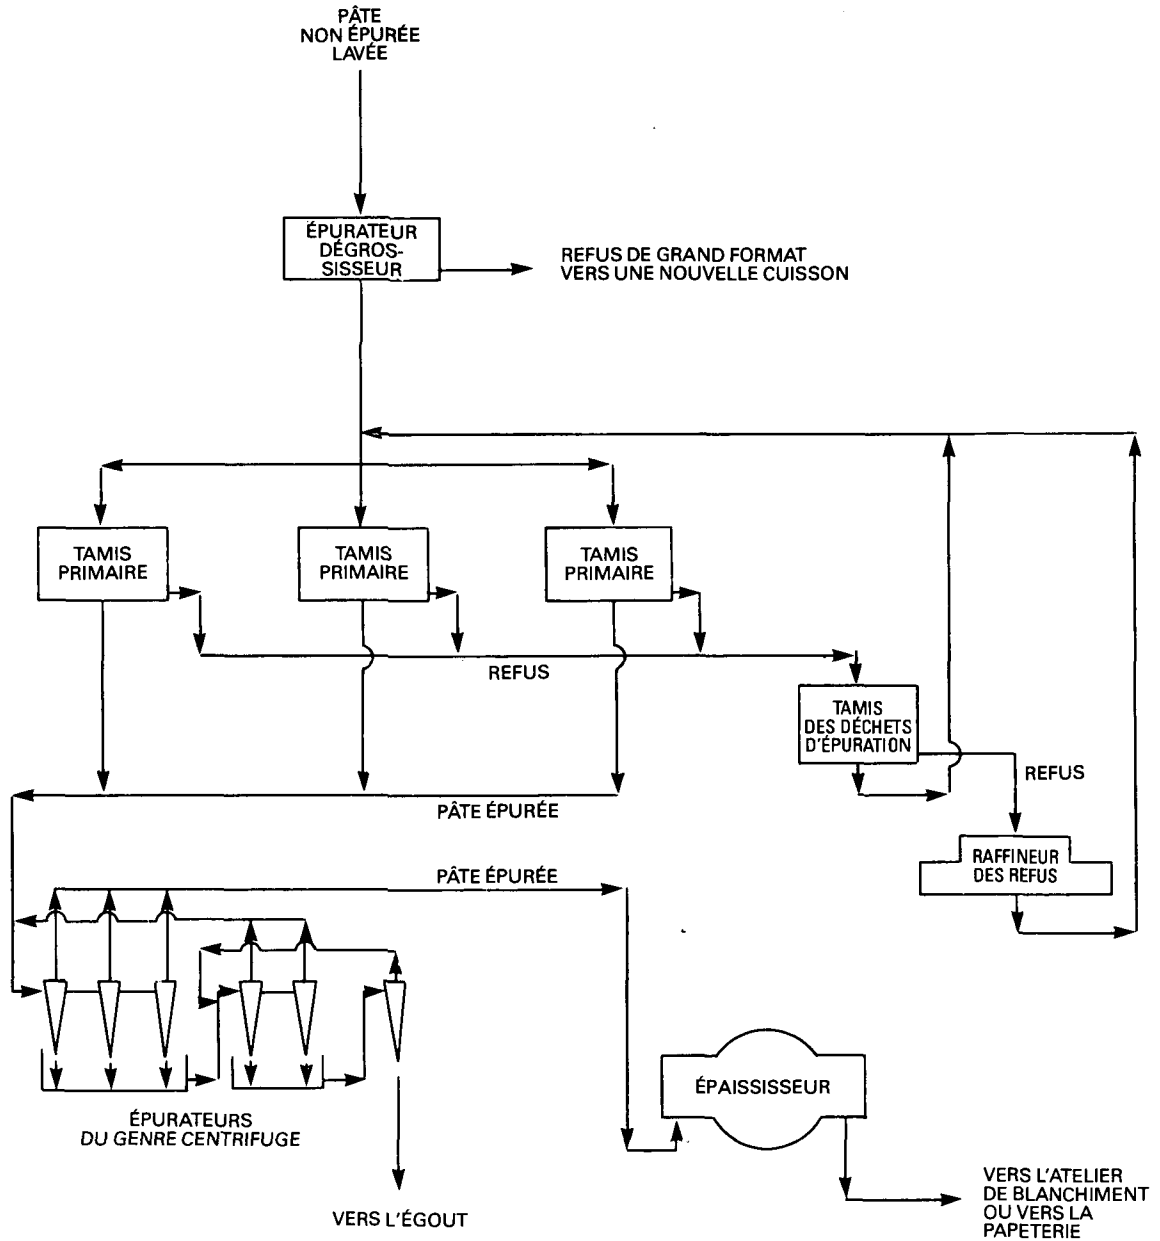 PÂTE
NON ÉPURÉE
LAVÉE
ÉPURATEUR
DÉGROS-
SISSEUR
REFUS DE GRAND FORMAT
VERS UNE NOUVELLE CUISSON
TAMIS
PRIMAIRE
TAMIS
PRIMAIRE
TAMIS
PRIMAIRE
REFUS
TAMIS
DES DÉCHETS
D'ÉPURATION
REFUS
PÂTE ÉPURÉE
RAFFINEUR
DES REFUS
PÂTE ÉPURÉE
ÉPAISSISSEUR
ÉPURATEURS
DU GENRE CENTRIFUGE
VERS L'ÉGOUT
VERS L'ATELIER
DE BLANCHIMENT
OU VERS LA
PAPETERIE